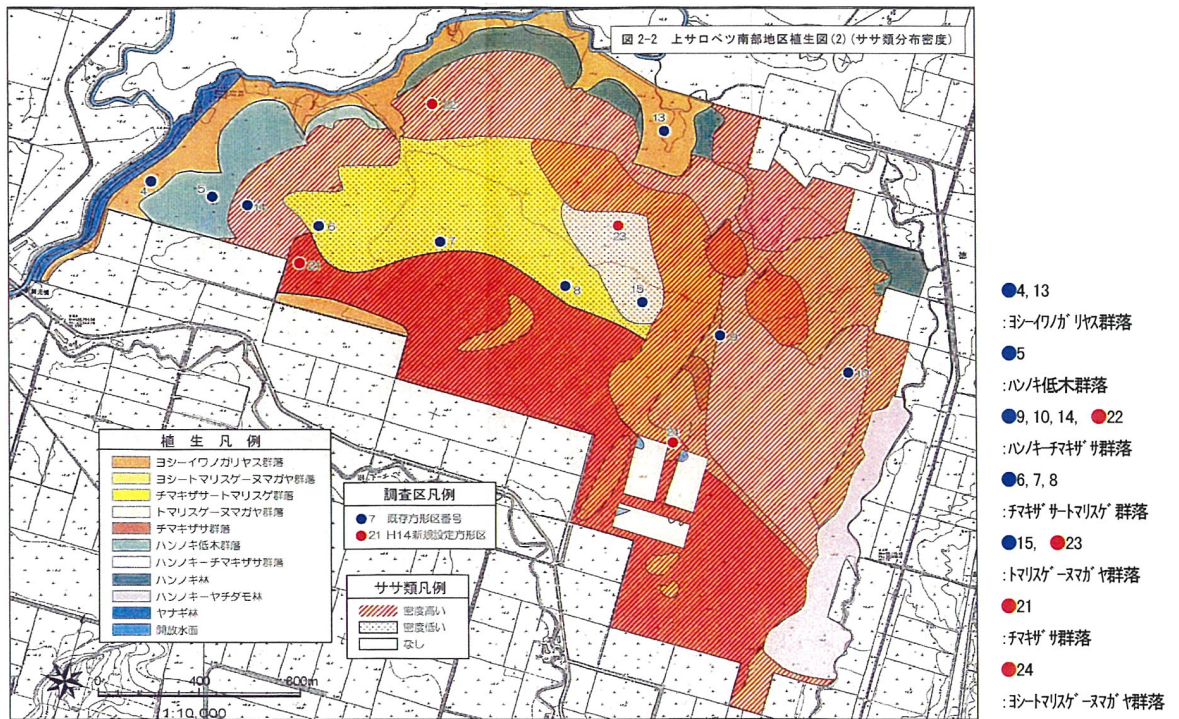 図 2-2 上サロベツ南部地区植生図(2)(ササ類分布密度)
22
13
4
5
14
6
7
23
21
8
15
10
24
植生凡例
ヨシーイワノガリヤス群落
ヨシートマリスゲーヌマガヤ群落
チマキザサートマリスゲ群落
トマリスゲーヌマガヤ群落
チマキザサ群落
ハンノキ低木群落
ハンノキーチマキザサ群落
ハンノキ林
ハンノキーヤチダモ林
ヤナギ林
開放水面
調査区凡例
7 既存方形区番号
21 H14新規設定方形区
ササ類凡例
密度高い
密度低い
なし
0 400 800m
1:10,000
4, 13
:ヨシーイワノガリヤス群落
5
:ハンノキ低木群落
9, 10, 14, 22
:ハンノキーチマキザサ群落
6, 7, 8
:チマキザサートマリスゲ群落
15, 23
:トマリスゲーヌマガヤ群落
21
:チマキザサ群落
24
:ヨシートマリスゲーヌマガヤ群落